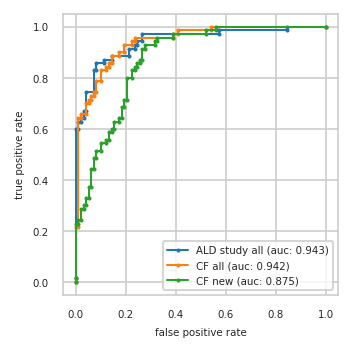 1.0
0.8
0.6
0.4
0.2
0.0
true positive rate
ALD study all (auc: 0.943)
CF all (auc: 0.942)
CF new (auc: 0.875)
0.0 0.2 0.4 0.6 0.8 1.0
false positive rate